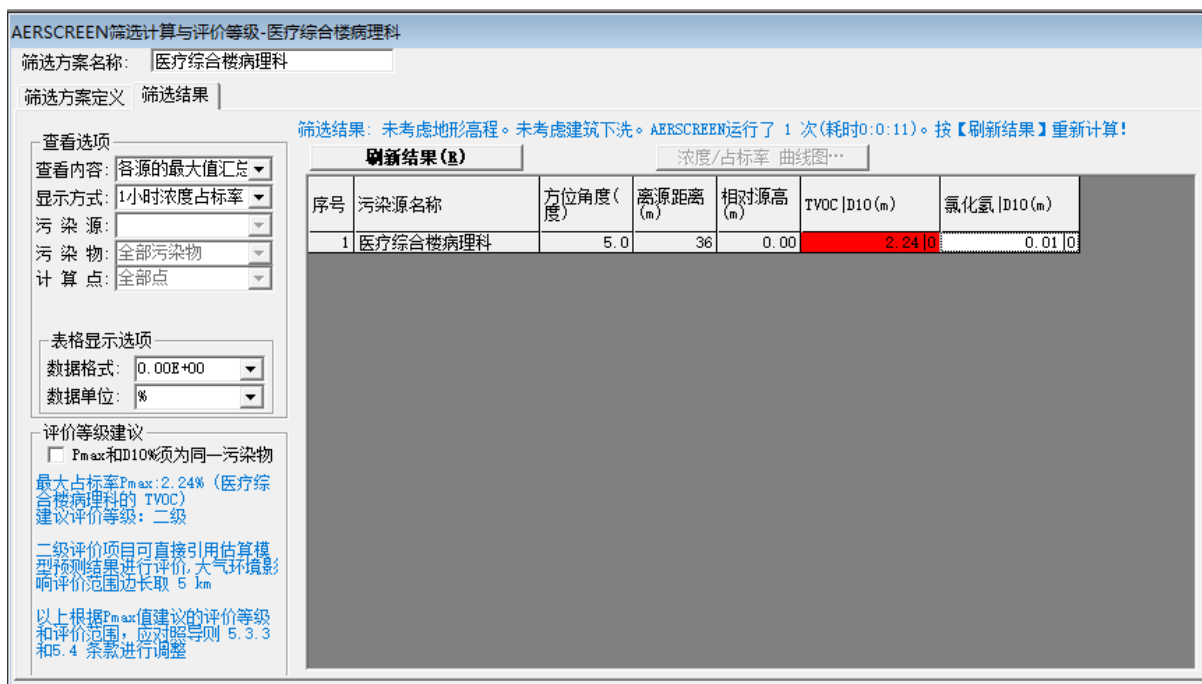 AERSCREEN筛选计算与评价等级-医疗综合楼病理科
筛选方案名称: 医疗综合楼病理科
筛选方案定义 筛选结果
查看选项
查看内容: 各源的最大值汇总
显示方式: 1小时浓度占标率
污 染 源:
污 染 物: 全部污染物
计 算 点: 全部点
表格显示选项
数据格式: 0.00E+00
数据单位: %
评价等级建议
Pmax和D10%须为同一污染物
最大占标率Pmax:2.24% (医疗综
合楼病理科的 TVOC)
建议评价等级: 二级
二级评价项目可直接引用估算模
型预测结果进行评价,大气环境影
响评价范围边长取 5 km
以上根据Pmax值建议的评价等级
和评价范围，应对照导则 5.3.3
和5.4 条款进行调整
筛选结果: 未考虑地形高程。未考虑建筑下洗。AERSCREEN运行了 1 次(耗时0:0:11)。按【刷新结果】重新计算!
刷新结果(R) 浓度/占标率 曲线图…
序号 污染源名称 方位角度(度) 离源距离(m) 相对源高(m) TVOC|D10(m) 氯化氢|D10(m)
1 医疗综合楼病理科 5.0 36 0.00 2.24|0 0.01|0